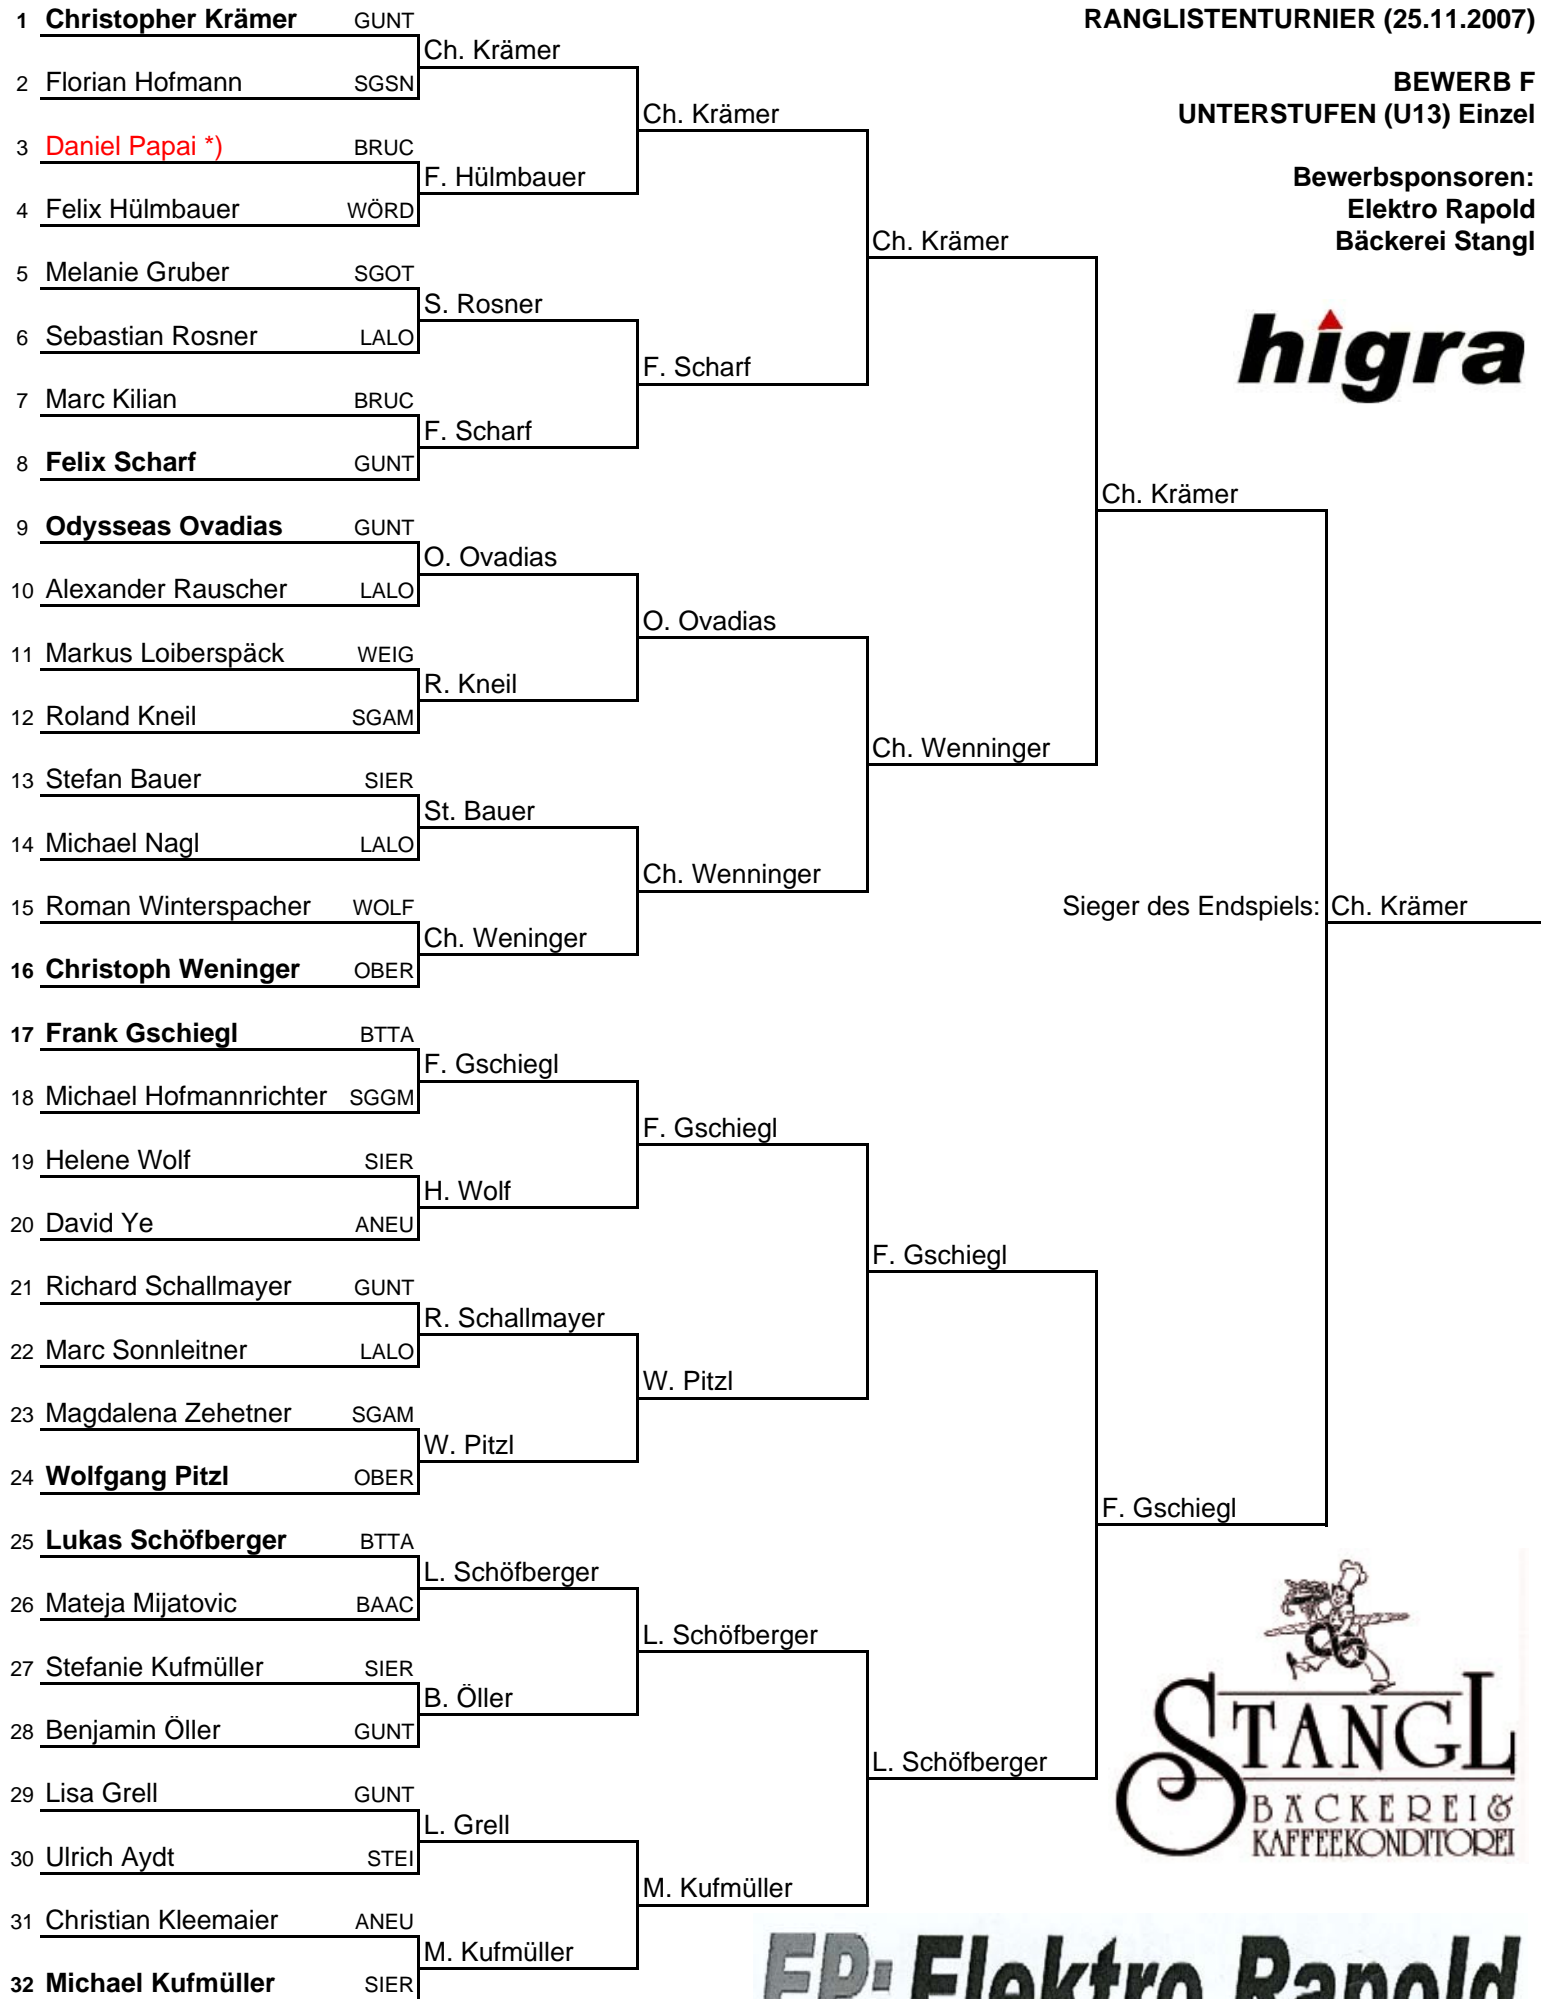 RANGLISTENTURNIER (25.11.2007)
BEWERB F
UNTERSTUFEN (U13) Einzel
Bewerbsponsoren:
Elektro Rapold
Bäckerei Stangl
higra
1 Christopher Krämer GUNT
2 Florian Hofmann SGSN
3 Daniel Papai *) BRUC
4 Felix Hülmbauer WÖRD
5 Melanie Gruber SGOT
6 Sebastian Rosner LALO
7 Marc Kilian BRUC
8 Felix Scharf GUNT
9 Odysseas Ovadias GUNT
10 Alexander Rauscher LALO
11 Markus Loiberspäck WEIG
12 Roland Kneil SGAM
13 Stefan Bauer SIER
14 Michael Nagl LALO
15 Roman Winterspacher WOLF
16 Christoph Weninger OBER
17 Frank Gschiegl BTTA
18 Michael Hofmannrichter SGGM
19 Helene Wolf SIER
20 David Ye ANEU
21 Richard Schallmayer GUNT
22 Marc Sonnleitner LALO
23 Magdalena Zehetner SGAM
24 Wolfgang Pitzl OBER
25 Lukas Schöfberger BTTA
26 Mateja Mijatovic BAAC
27 Stefanie Kufmüller SIER
28 Benjamin Öller GUNT
29 Lisa Grell GUNT
30 Ulrich Aydt STEI
31 Christian Kleemaier ANEU
32 Michael Kufmüller SIER
Ch. Krämer
F. Hülmbauer
S. Rosner
F. Scharf
O. Ovadias
R. Kneil
St. Bauer
Ch. Weninger
F. Gschiegl
H. Wolf
R. Schallmayer
W. Pitzl
L. Schöfberger
B. Öller
L. Grell
M. Kufmüller
Ch. Krämer
F. Scharf
O. Ovadias
Ch. Wenninger
F. Gschiegl
W. Pitzl
L. Schöfberger
M. Kufmüller
Ch. Krämer
Ch. Wenninger
F. Gschiegl
L. Schöfberger
Ch. Krämer
F. Gschiegl
Sieger des Endspiels: Ch. Krämer
STANGL
BÄCKEREI &
KAFFEEKONDITOREI
EP: Elektro Rapold